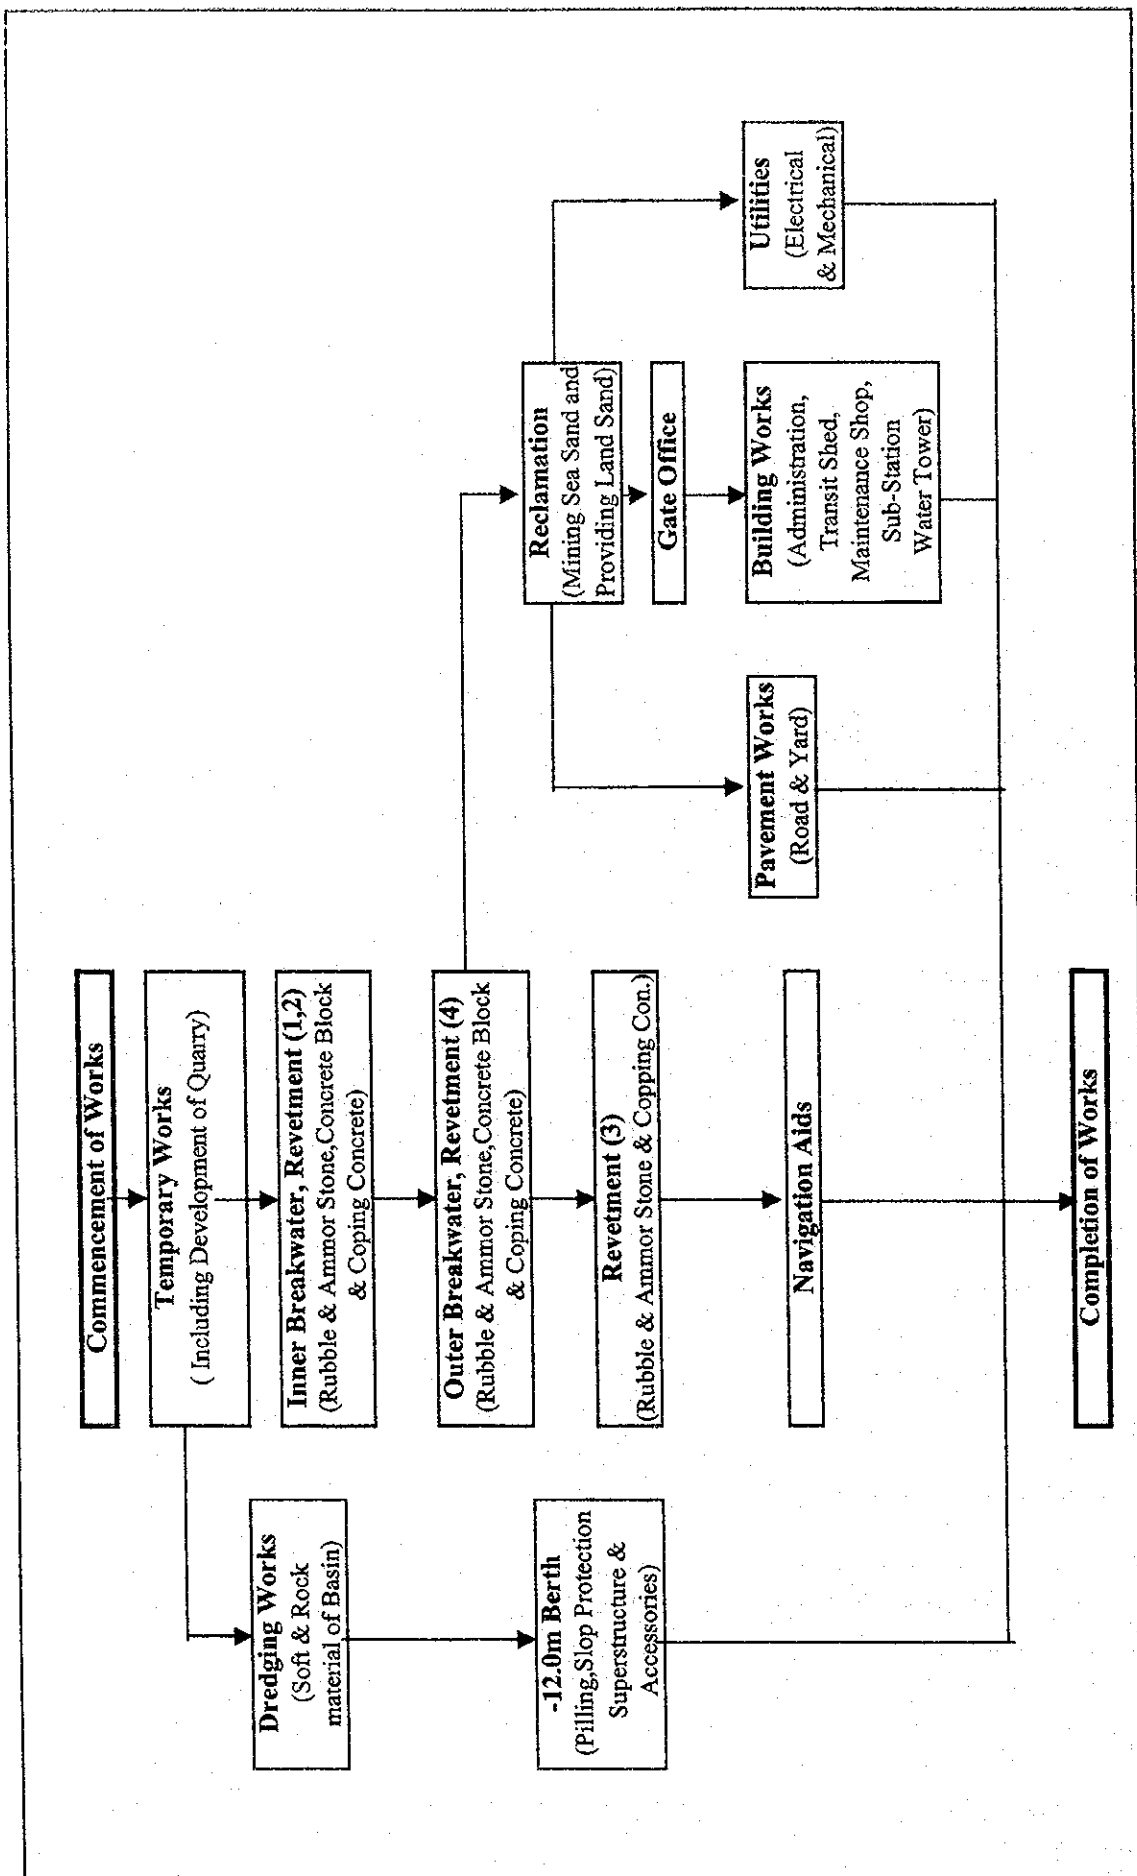 Commencement of Works
Temporary Works
( Including Development of Quarry)
Dredging Works
(Soft & Rock
material of Basin)
Inner Breakwater, Revetment (1,2)
(Rubble & Ammor Stone,Concrete Block
& Coping Concrete)
Outer Breakwater, Revetment (4)
(Rubble & Ammor Stone,Concrete Block
& Coping Concrete)
Reclamation
(Mining Sea Sand and
Providing Land Sand)
-12.0m Berth
(Pilling,Slop Protection
Superstructure &
Accessories)
Revetment (3)
(Rubble & Ammor Stone & Copping Con.)
Gate Office
Navigation Aids
Pavement Works
(Road & Yard)
Building Works
(Administration,
Transit Shed,
Maintenance Shop,
Sub-Station
Water Tower)
Utilities
(Electrical
& Mechanical)
Completion of Works